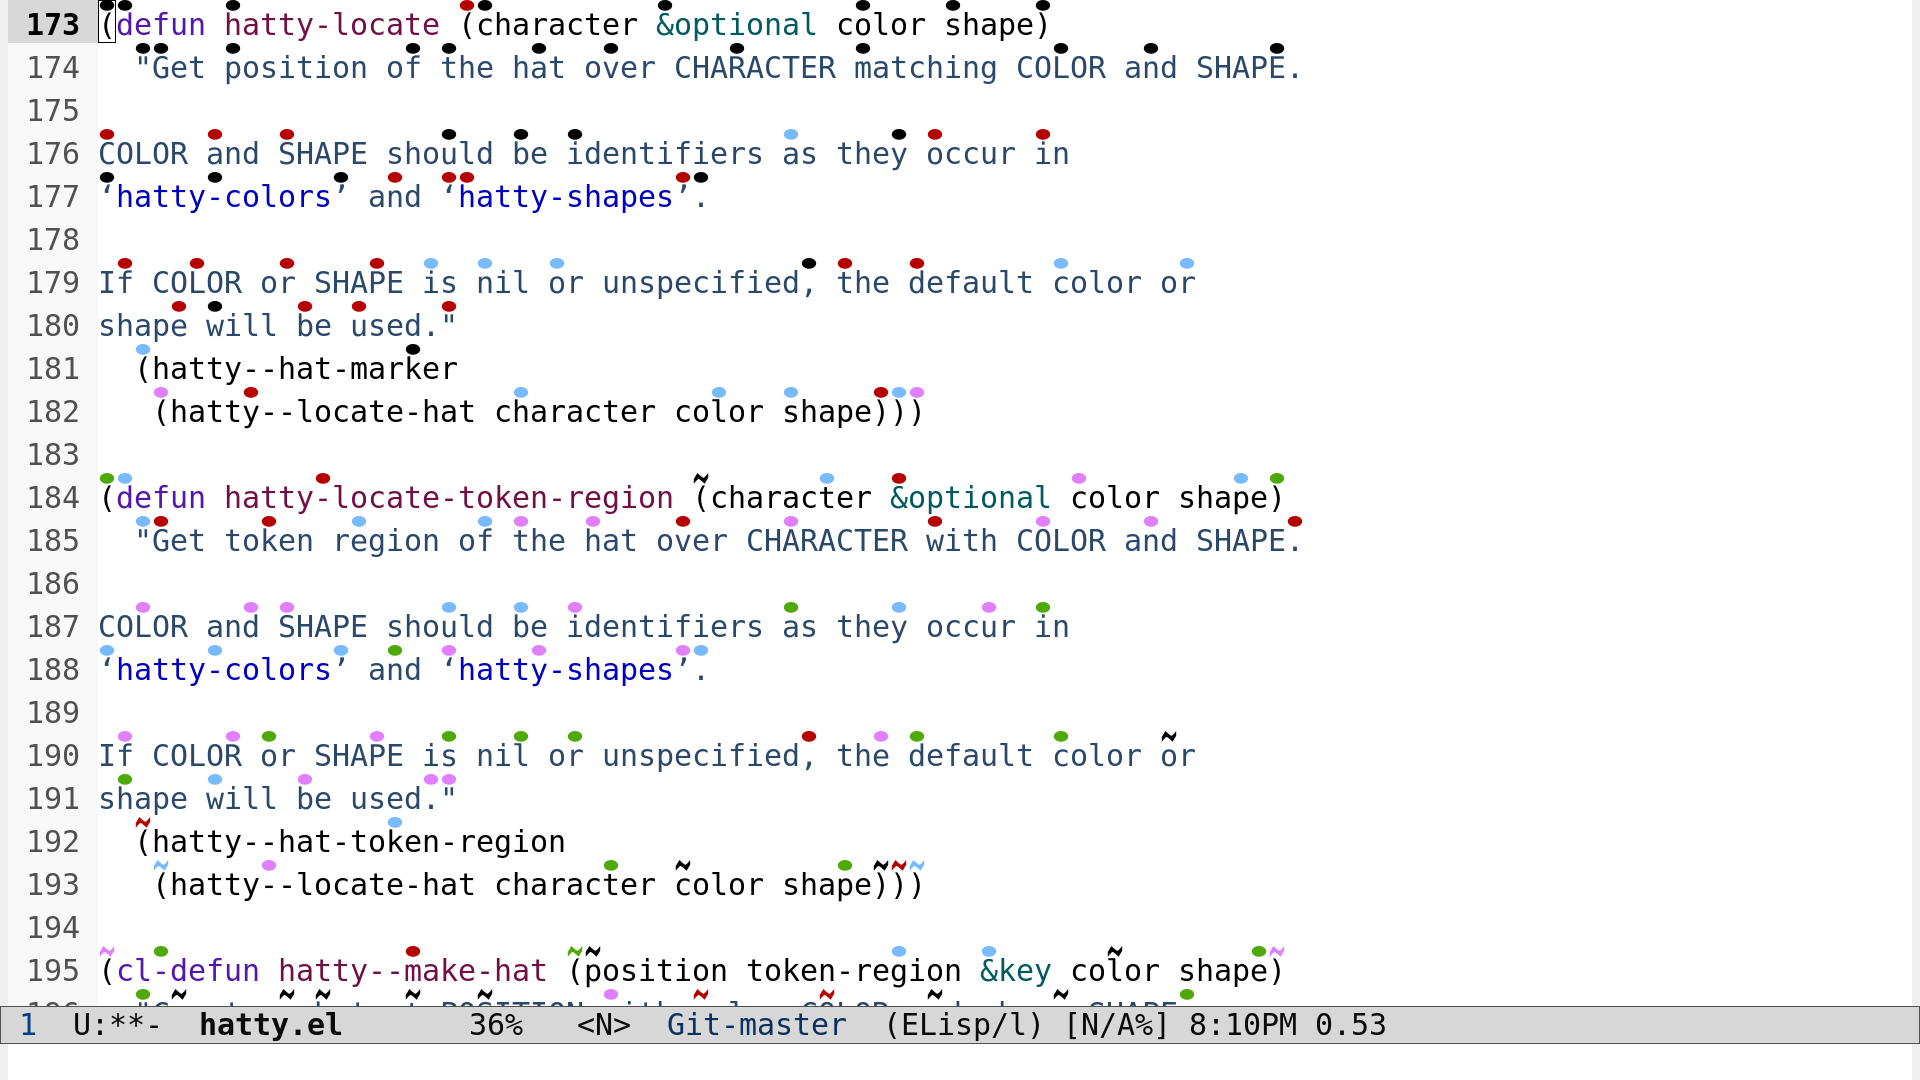 173 (defun hatty-locate (character &optional color shape)
174   "Get position of the hat over CHARACTER matching COLOR and SHAPE.
175
176 COLOR and SHAPE should be identifiers as they occur in
177 ‘hatty-colors’ and ‘hatty-shapes’.
178
179 If COLOR or SHAPE is nil or unspecified, the default color or
180 shape will be used."
181   (hatty--hat-marker
182    (hatty--locate-hat character color shape)))
183
184 (defun hatty-locate-token-region (character &optional color shape)
185   "Get token region of the hat over CHARACTER with COLOR and SHAPE.
186
187 COLOR and SHAPE should be identifiers as they occur in
188 ‘hatty-colors’ and ‘hatty-shapes’.
189
190 If COLOR or SHAPE is nil or unspecified, the default color or
191 shape will be used."
192   (hatty--hat-token-region
193    (hatty--locate-hat character color shape)))
194
195 (cl-defun hatty--make-hat (position token-region &key color shape)
1 U:**- hatty.el 36% <N> Git-master (ELisp/l) [N/A%] 8:10PM 0.53